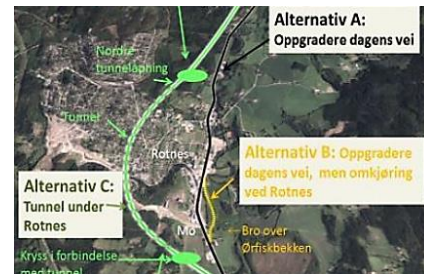 Alternativ A:
Oppgradere dagens vei
Nordre
tunnelåpning
Tunnel
Rotnes
Alternativ B: Oppgradere
dagens vei, men omkjøring
ved Rotnes
Alternativ C:
Tunnel under
Rotnes
Mo
Bro over
Ørfiskbekken
Kryss i forbindelse
med tunnel